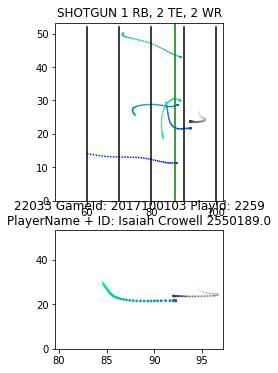 SHOTGUN 1 RB, 2 TE, 2 WR
50
40
30
20
10
0
60 80 100
22039 GameId: 2017100103 PlayId: 2259
PlayerName + ID: Isaiah Crowell 2550189.0
40
20
0
80 85 90 95